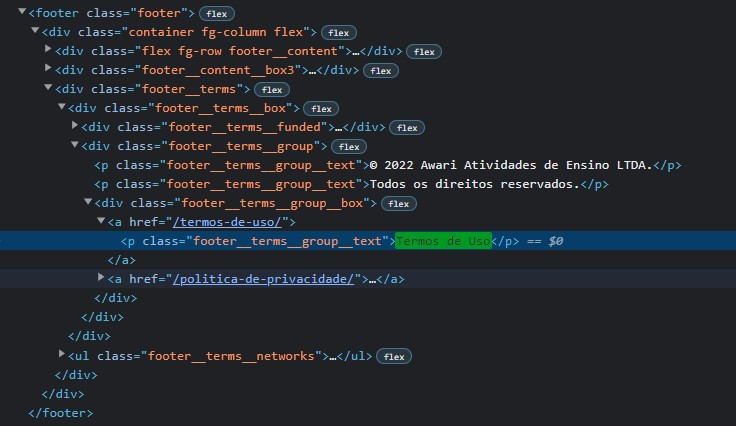 ▼<footer class="footer"> flex
▼<div class="container fg-column flex"> flex
▶<div class="flex fg-row footer__content">…</div> flex
▶<div class="footer__content__box3">…</div> flex
▼<div class="footer__terms"> flex
▼<div class="footer__terms__box"> flex
▶<div class="footer__terms__funded">…</div> flex
▼<div class="footer__terms__group"> flex
<p class="footer__terms__group__text">© 2022 Awari Atividades de Ensino LTDA.</p>
<p class="footer__terms__group__text">Todos os direitos reservados.</p>
▼<div class="footer__terms__group_box"> flex
▼<a href="/termos-de-uso/">
<p class="footer__terms__group__text">Termos de Uso</p> == $0
</a>
▶<a href="/politica-de-privacidade/">…</a>
</div>
</div>
</div>
▶<ul class="footer__terms__networks">…</ul> flex
</div>
</div>
</footer>